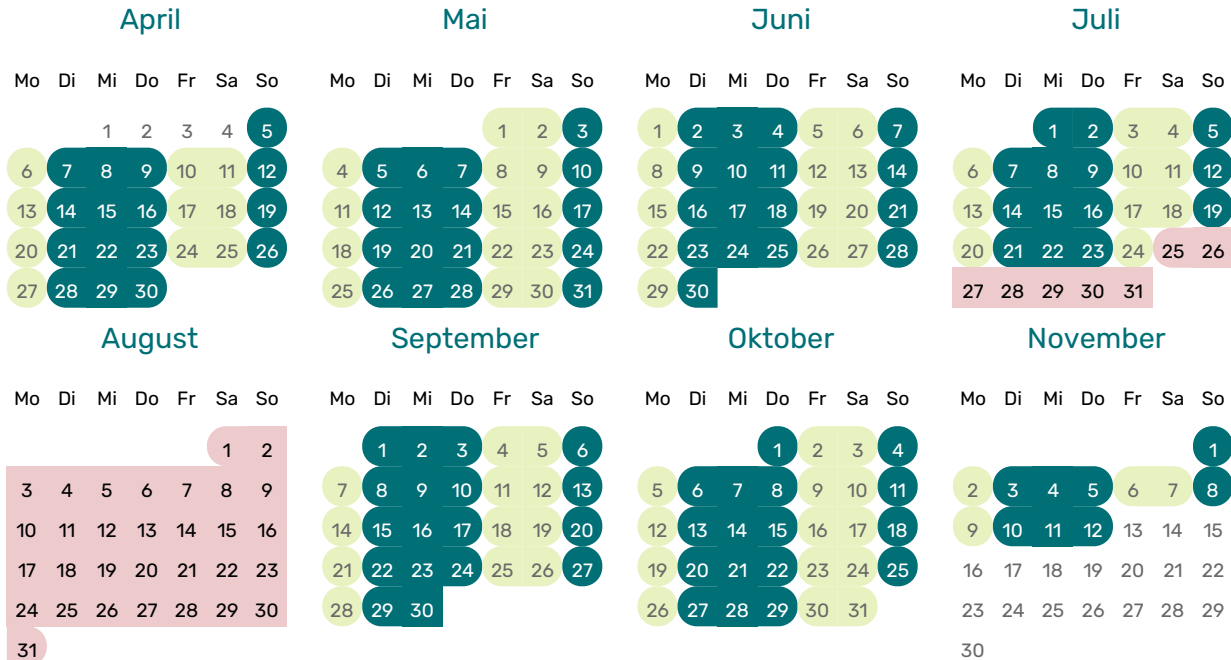 April Mai Juni Juli
Mo Di Mi Do Fr Sa So Mo Di Mi Do Fr Sa So Mo Di Mi Do Fr Sa So Mo Di Mi Do Fr Sa So
1 2 3 4 5 1 2 3 1 2 3 4 5 6 7 1 2 3 4 5
6 7 8 9 10 11 12 4 5 6 7 8 9 10 8 9 10 11 12 13 14 6 7 8 9 10 11 12
13 14 15 16 17 18 19 11 12 13 14 15 16 17 15 16 17 18 19 20 21 13 14 15 16 17 18 19
20 21 22 23 24 25 26 18 19 20 21 22 23 24 22 23 24 25 26 27 28 20 21 22 23 24 25 26
27 28 29 30 25 26 27 28 29 30 31 29 30 27 28 29 30 31
August September Oktober November
Mo Di Mi Do Fr Sa So Mo Di Mi Do Fr Sa So Mo Di Mi Do Fr Sa So Mo Di Mi Do Fr Sa So
1 2 1 2 3 4 5 6 1 2 3 4 1
3 4 5 6 7 8 9 7 8 9 10 11 12 13 5 6 7 8 9 10 11 2 3 4 5 6 7 8
10 11 12 13 14 15 16 14 15 16 17 18 19 20 12 13 14 15 16 17 18 9 10 11 12 13 14 15
17 18 19 20 21 22 23 21 22 23 24 25 26 27 19 20 21 22 23 24 25 16 17 18 19 20 21 22
24 25 26 27 28 29 30 28 29 30 26 27 28 29 30 31 23 24 25 26 27 28 29
31 30